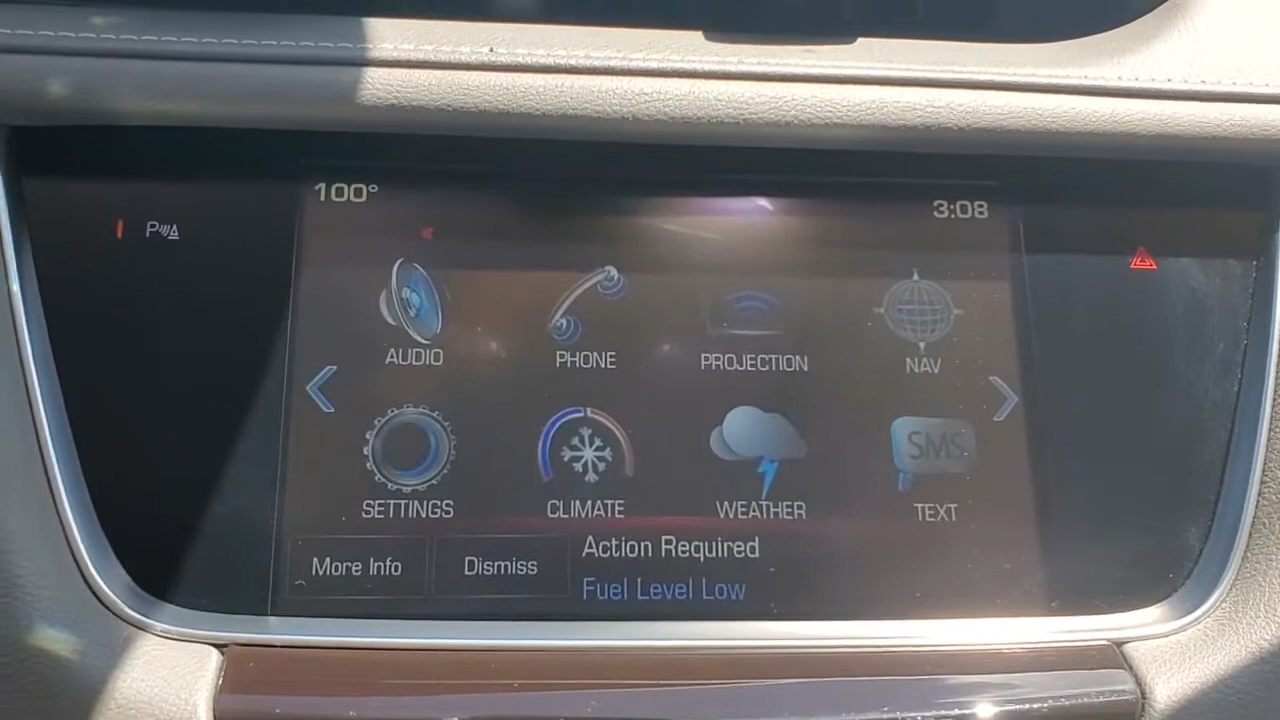 100° 3:08
P
AUDIO PHONE PROJECTION NAV
SMS
SETTINGS CLIMATE WEATHER TEXT
More Info Dismiss Action Required
Fuel Level Low